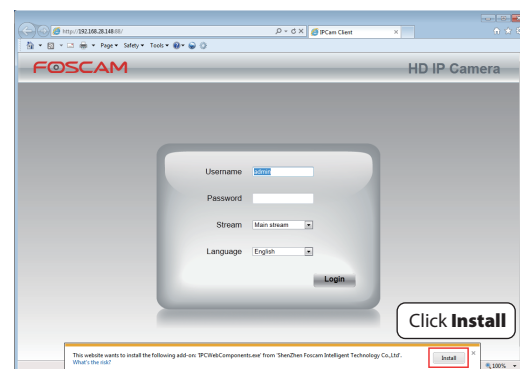 http://192.168.28.148:88/
IPCam Client
Page Safety Tools
FOSCAM
HD IP Camera
Username admin
Password
Stream Main stream
Language English
Login
Click Install
This website wants to install the following add-on: 'IPCWebComponents.exe' from 'ShenZhen Foscam Intelligent Technology Co.,Ltd'.
What's the risk?
Install
100%